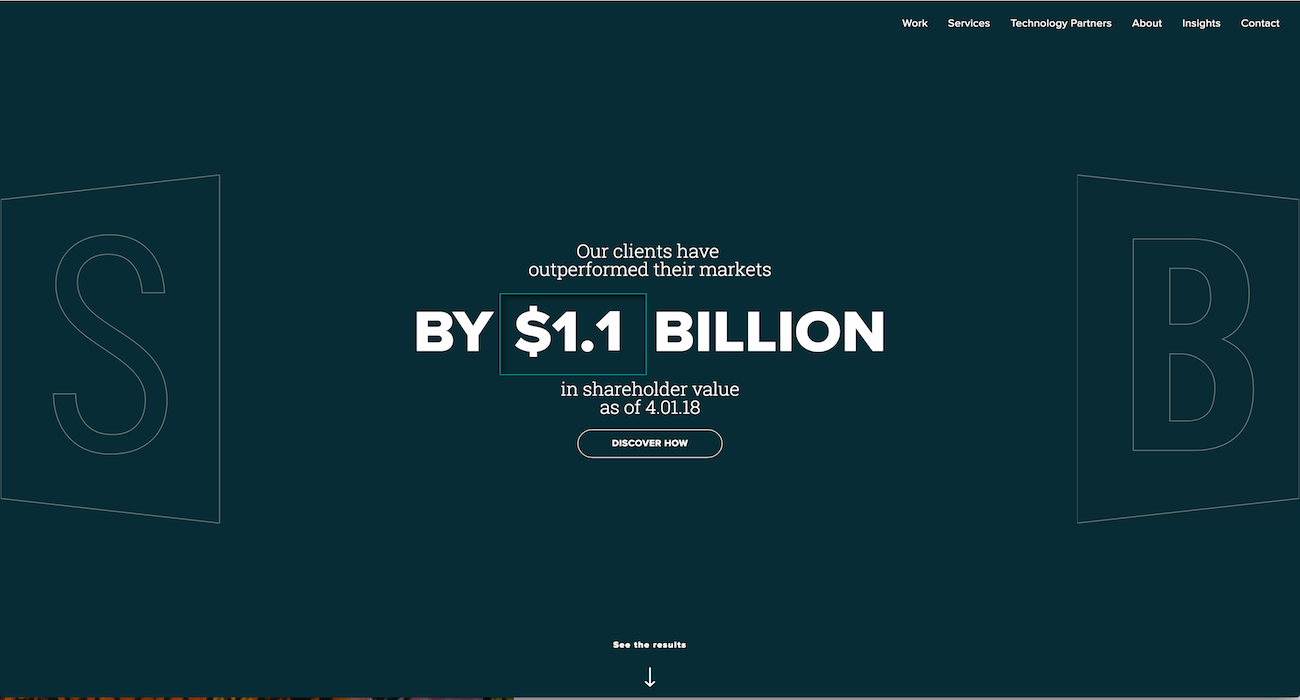 Work Services Technology Partners About Insights Contact
S
B
Our clients have
outperformed their markets
BY $1.1 BILLION
in shareholder value
as of 4.01.18
DISCOVER HOW
See the results